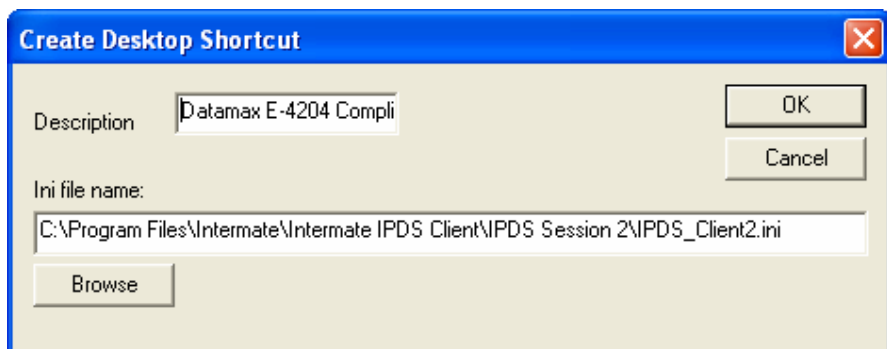 Create Desktop Shortcut
Description Datamax E-4204 Compli
OK
Cancel
Ini file name:
C:\Program Files\Intermate\Intermate IPDS Client\IPDS Session 2\IPDS_Client2.ini
Browse